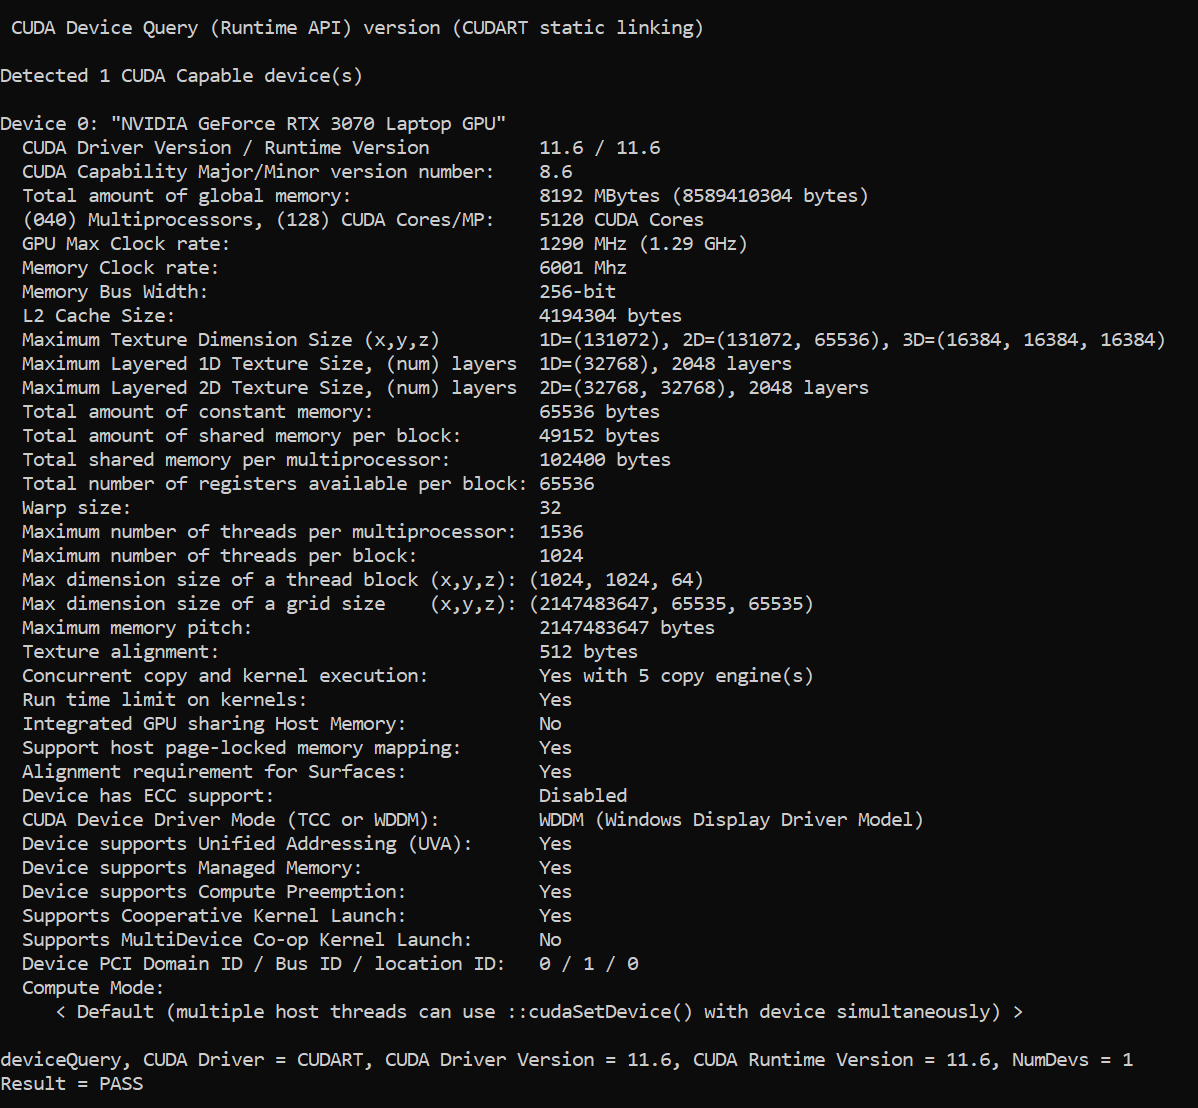 CUDA Device Query (Runtime API) version (CUDART static linking)
Detected 1 CUDA Capable device(s)
Device 0: "NVIDIA GeForce RTX 3070 Laptop GPU"
CUDA Driver Version / Runtime Version 11.6 / 11.6
CUDA Capability Major/Minor version number: 8.6
Total amount of global memory: 8192 MBytes (8589410304 bytes)
(040) Multiprocessors, (128) CUDA Cores/MP: 5120 CUDA Cores
GPU Max Clock rate: 1290 MHz (1.29 GHz)
Memory Clock rate: 6001 Mhz
Memory Bus Width: 256-bit
L2 Cache Size: 4194304 bytes
Maximum Texture Dimension Size (x,y,z) 1D=(131072), 2D=(131072, 65536), 3D=(16384, 16384, 16384)
Maximum Layered 1D Texture Size, (num) layers 1D=(32768), 2048 layers
Maximum Layered 2D Texture Size, (num) layers 2D=(32768, 32768), 2048 layers
Total amount of constant memory: 65536 bytes
Total amount of shared memory per block: 49152 bytes
Total shared memory per multiprocessor: 102400 bytes
Total number of registers available per block: 65536
Warp size: 32
Maximum number of threads per multiprocessor: 1536
Maximum number of threads per block: 1024
Max dimension size of a thread block (x,y,z): (1024, 1024, 64)
Max dimension size of a grid size (x,y,z): (2147483647, 65535, 65535)
Maximum memory pitch: 2147483647 bytes
Texture alignment: 512 bytes
Concurrent copy and kernel execution: Yes with 5 copy engine(s)
Run time limit on kernels: Yes
Integrated GPU sharing Host Memory: No
Support host page-locked memory mapping: Yes
Alignment requirement for Surfaces: Yes
Device has ECC support: Disabled
CUDA Device Driver Mode (TCC or WDDM): WDDM (Windows Display Driver Model)
Device supports Unified Addressing (UVA): Yes
Device supports Managed Memory: Yes
Device supports Compute Preemption: Yes
Supports Cooperative Kernel Launch: Yes
Supports MultiDevice Co-op Kernel Launch: No
Device PCI Domain ID / Bus ID / location ID: 0 / 1 / 0
Compute Mode:
< Default (multiple host threads can use ::cudaSetDevice() with device simultaneously) >
deviceQuery, CUDA Driver = CUDART, CUDA Driver Version = 11.6, CUDA Runtime Version = 11.6, NumDevs = 1
Result = PASS